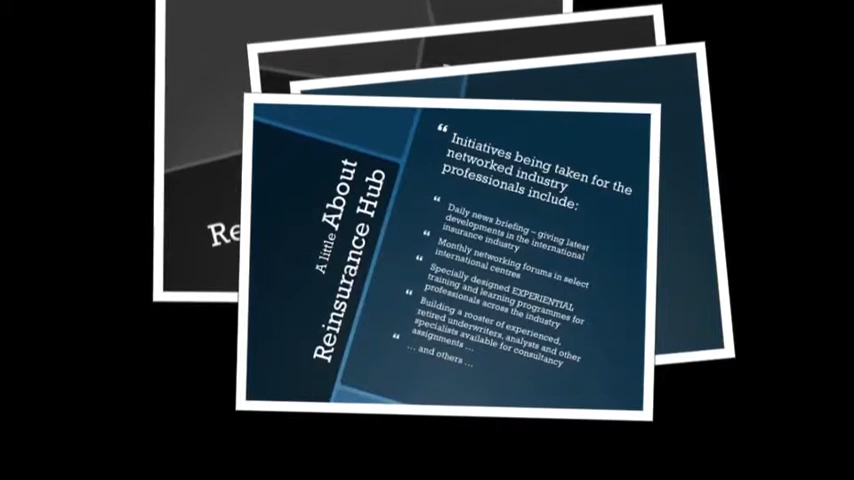 Re
A little About
Reinsurance Hub
“ Initiatives being taken for the
networked industry
professionals include:
“ Daily news briefing – giving latest
developments in the international
insurance industry
“ Monthly networking forums in select
international centres
“ Specially designed EXPERIENTIAL
training and learning programmes for
professionals across the industry
“ Building a rooster of experienced,
retired underwriters, analysts and other
specialists available for consultancy
assignments ...
“ ... and others ...